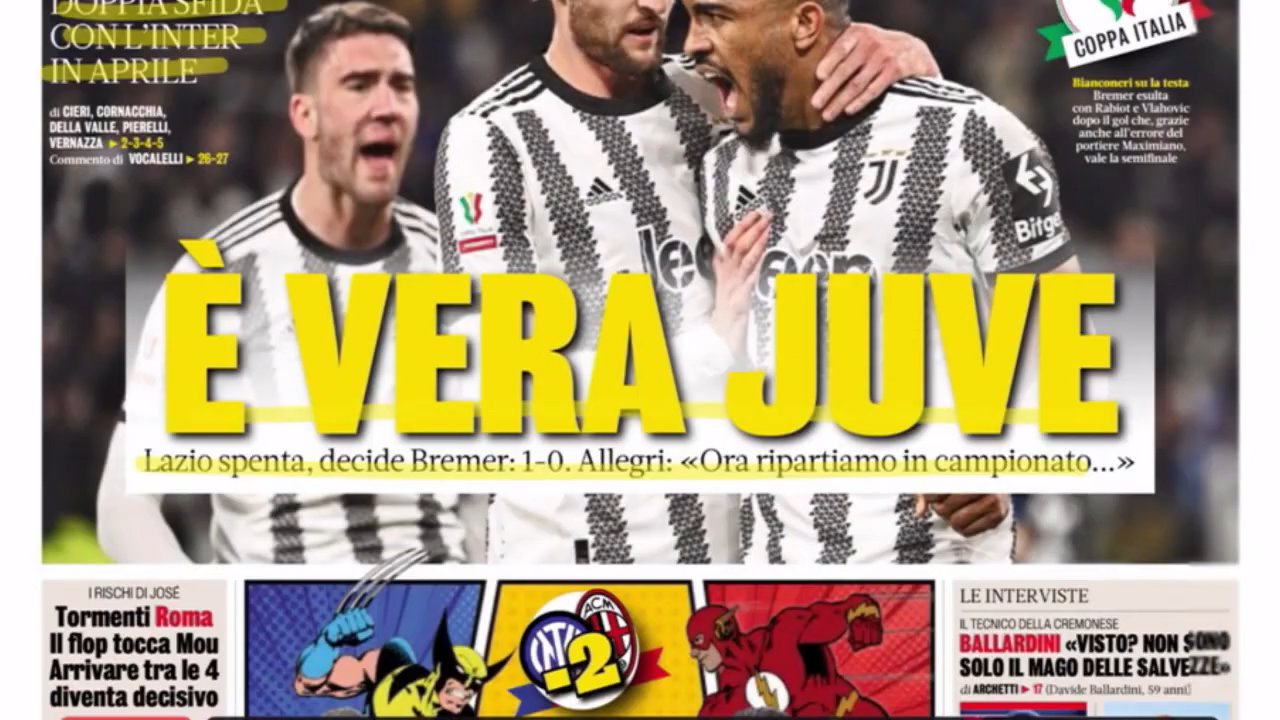 DOPPIA SFIDA
CON L'INTER
IN APRILE
di CIERI, CORNACCHIA,
DELLA VALLE, PIERELLI,
VERNAZZA ▶ 2-3-4-5
Commento di VOCALELLI ▶ 26-27
COPPA ITALIA
Bianconeri su la testa
Bremer esulta
con Rabiot e Vlahovic
dopo il gol che, grazie
anche all'errore del
portiere Maximiano,
vale la semifinale
Bitge
Jeep
È VERA JUVE
Lazio spenta, decide Bremer: 1-0. Allegri: «Ora ripartiamo in campionato...»
I RISCHI DI JOSÉ
Tormenti Roma
Il flop tocca Mou
Arrivare tra le 4
diventa decisivo
ACM
-2
LE INTERVISTE
IL TECNICO DELLA CREMONESE
BALLARDINI «VISTO? NON SONO
SOLO IL MAGO DELLE SALVEZZE»
di ARCHETTI ▶ 17 (Davide Ballardini, 59 anni)